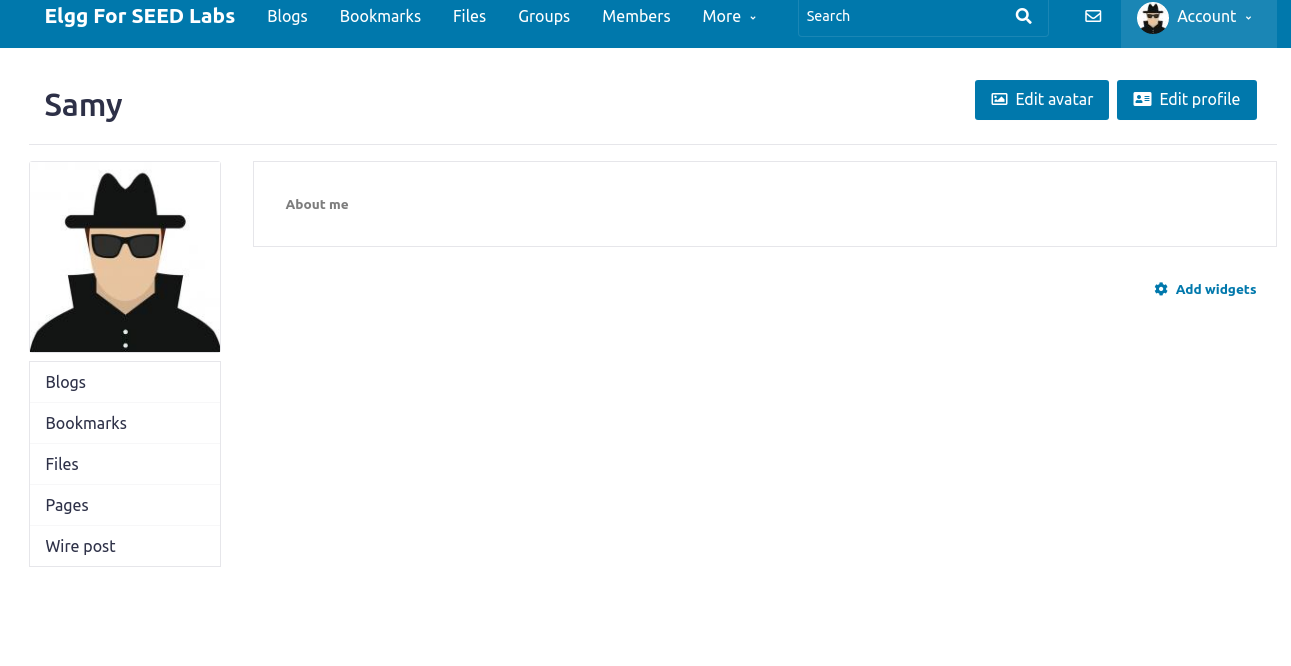 Elgg For SEED Labs Blogs Bookmarks Files Groups Members More Search Account
Samy
Edit avatar Edit profile
About me
Add widgets
Blogs
Bookmarks
Files
Pages
Wire post